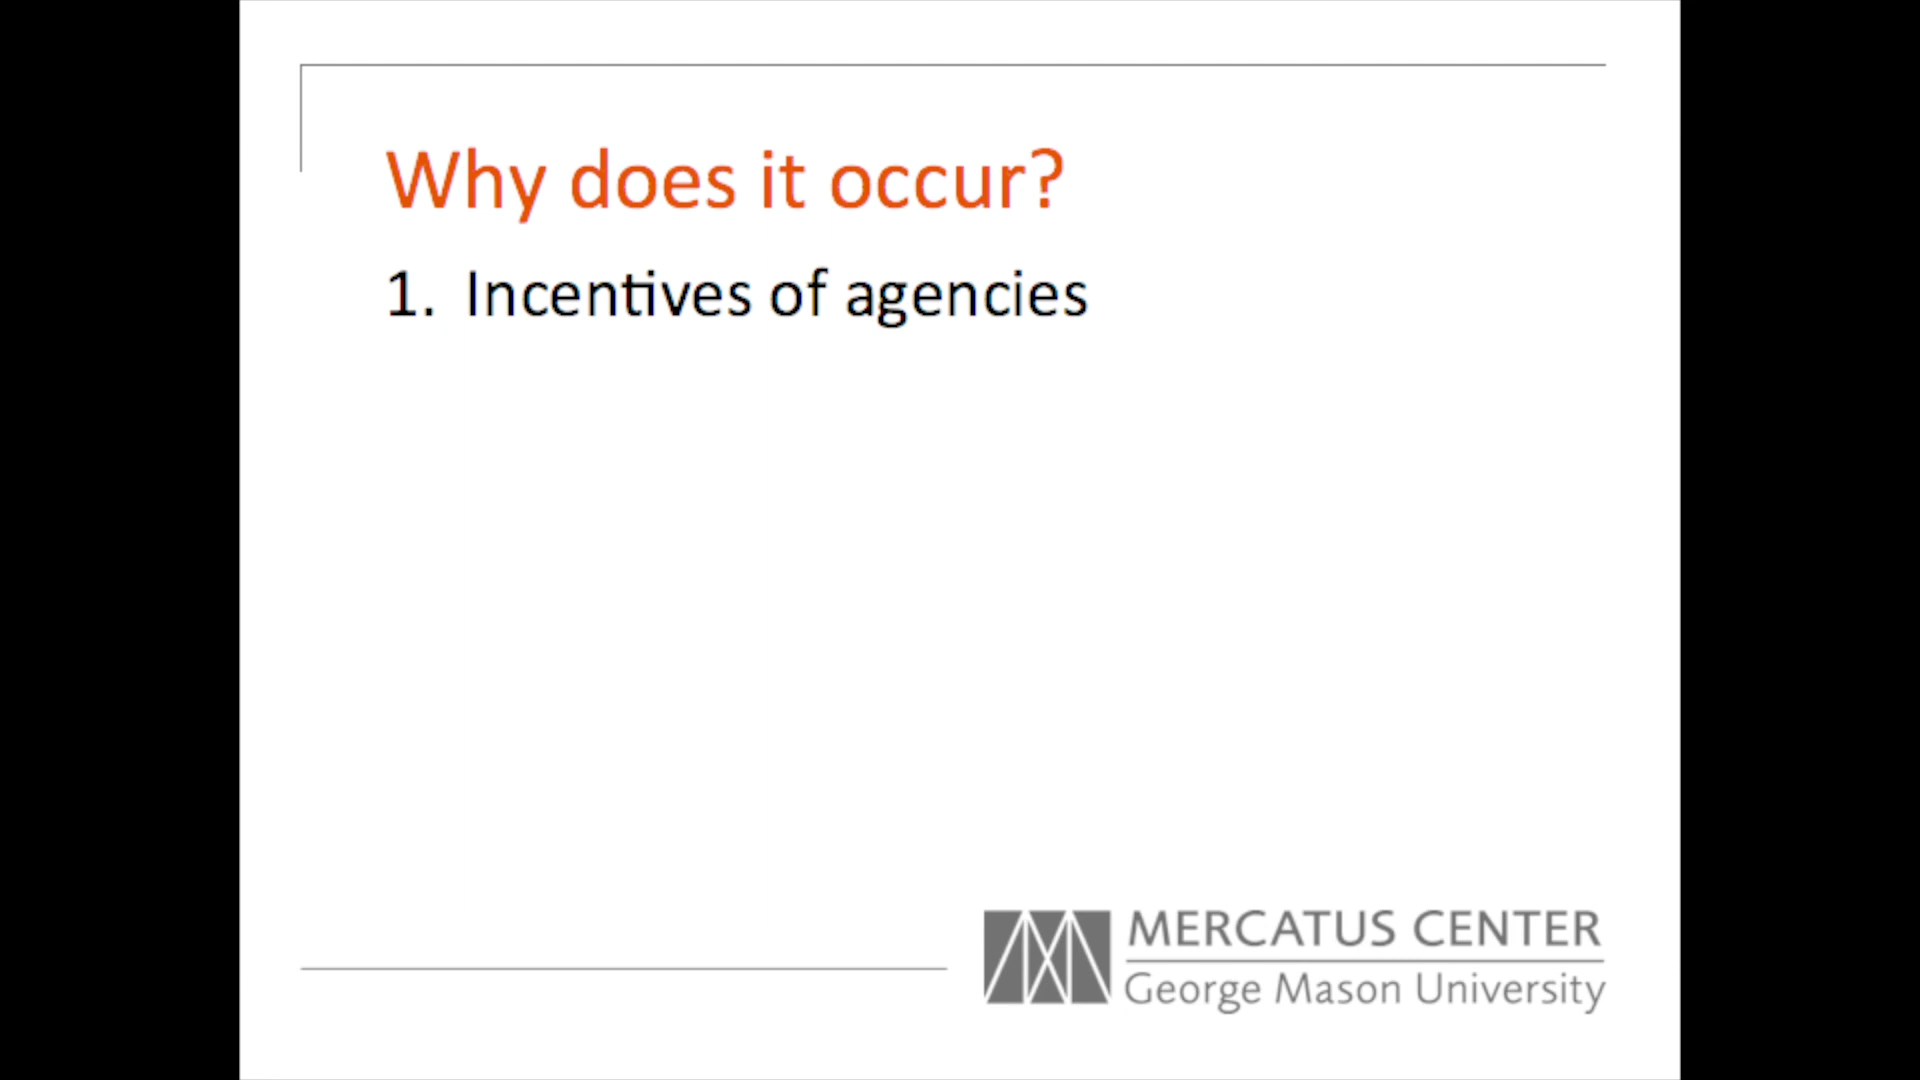 Why does it occur?
1. Incentives of agencies
MERCATUS CENTER
George Mason University